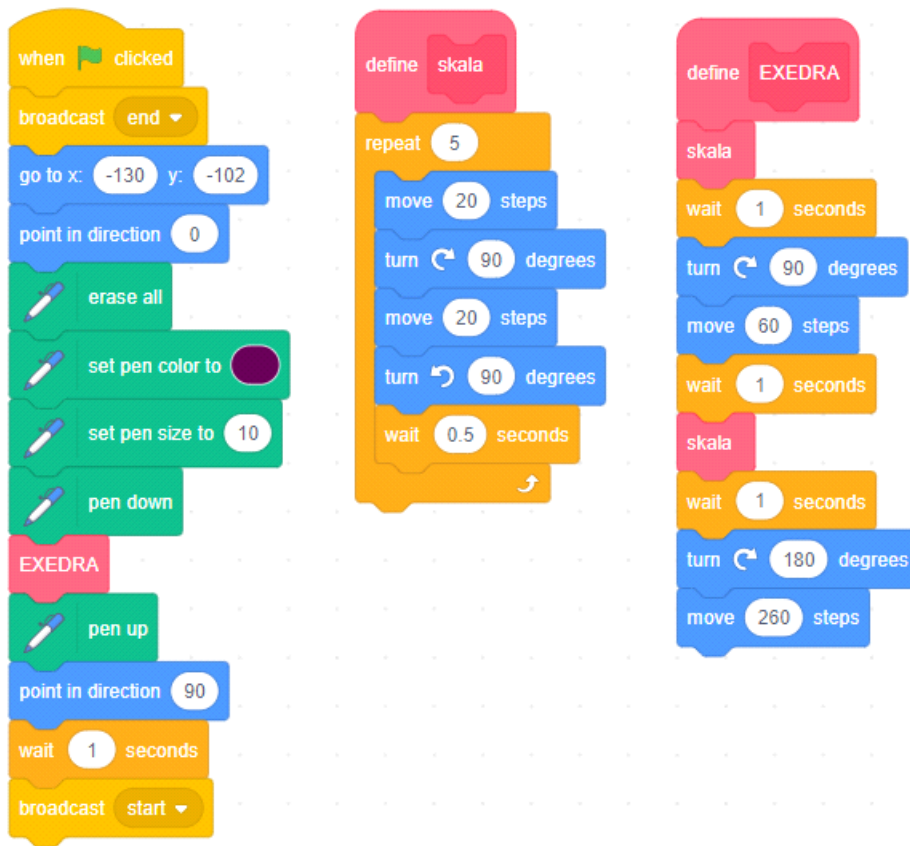 when clicked
broadcast end
go to x: -130 y: -102
point in direction 0
erase all
set pen color to
set pen size to 10
pen down
EXEDRA
pen up
point in direction 90
wait 1 seconds
broadcast start
define skala
repeat 5
move 20 steps
turn 90 degrees
move 20 steps
turn 90 degrees
wait 0.5 seconds
define EXEDRA
skala
wait 1 seconds
turn 90 degrees
move 60 steps
wait 1 seconds
skala
wait 1 seconds
turn 180 degrees
move 260 steps